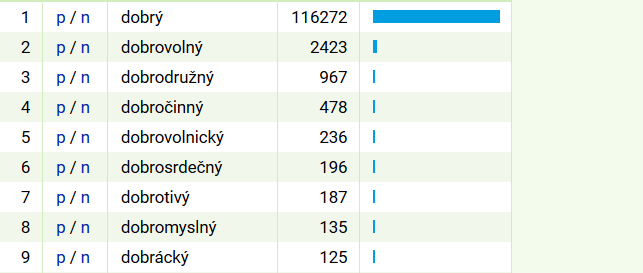 1 p / n dobrý 116272
2 p / n dobrovolný 2423
3 p / n dobrodružný 967
4 p / n dobročinný 478
5 p / n dobrovolnický 236
6 p / n dobrosrdečný 196
7 p / n dobrotivý 187
8 p / n dobromyslný 135
9 p / n dobrácký 125